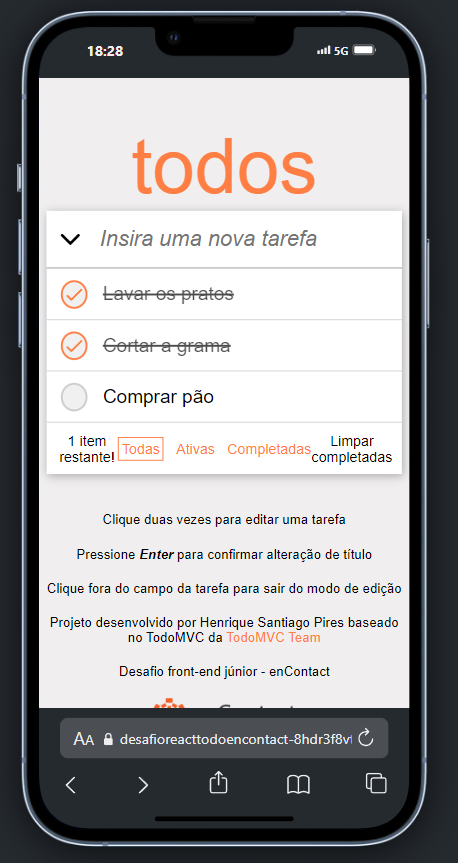 18:28
5G
todos
Insira uma nova tarefa
Lavar os pratos
Cortar a grama
Comprar pão
1 item
restante!
Todas
Ativas
Completadas
Limpar
completadas
Clique duas vezes para editar uma tarefa
Pressione Enter para confirmar alteração de título
Clique fora do campo da tarefa para sair do modo de edição
Projeto desenvolvido por Henrique Santiago Pires baseado
no TodoMVC da TodoMVC Team
Desafio front-end júnior - enContact
AA desafioreacttodoencontact-8hdr3f8v